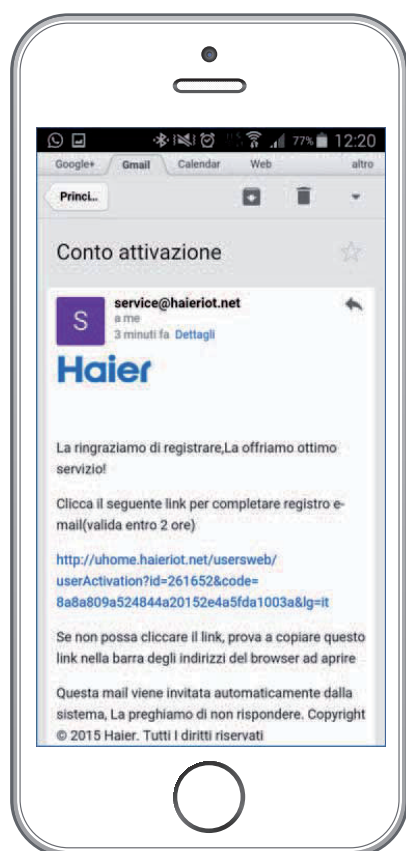 77% 12:20
Google+ Gmail Calendar Web altro
Princi...
Conto attivazione
S
service@haieriot.net
a me
3 minuti fa Dettagli
Haier
La ringraziamo di registrare,La offriamo ottimo
servizio!
Clicca il seguente link per completare registro e-
mail(valida entro 2 ore)
http://uhome.haieriot.net/usersweb/
userActivation?id=261652&code=
8a8a809a524844a20152e4a5fda1003a&lg=it
Se non possa cliccare il link, prova a copiare questo
link nella barra degli indirizzi del browser ad aprire
Questa mail viene invitata automaticamente dalla
sistema, La preghiamo di non rispondere. Copyright
© 2015 Haier. Tutti I diritti riservati